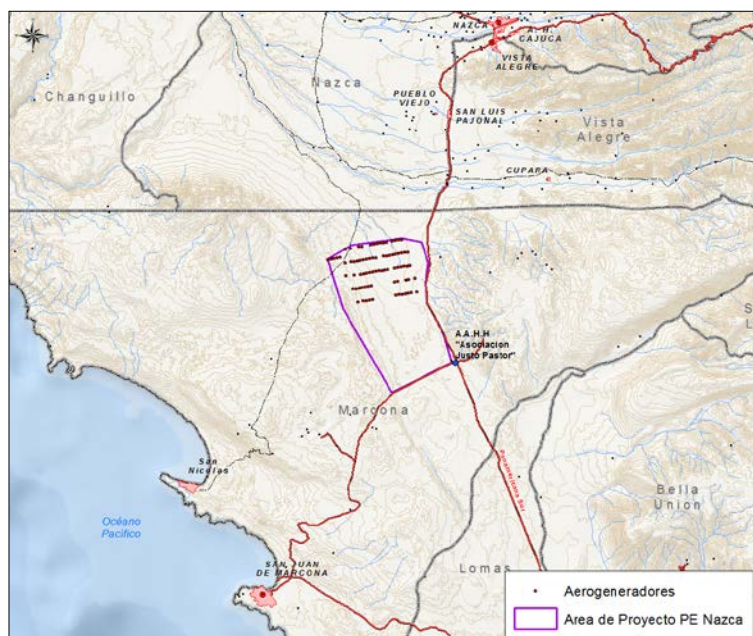 NAZCA
A. H.
CAJUCA
VISTA
ALEGRE
Nazca
Changuillo
PUEBLO
VIEJO
SAN LUIS
PAJONAL
Vista
Alegre
CUPARA
A.A.H.H
"Asociacion
Justo Pastor"
Marcona
Panamericana Sur
San
Nicolas
Bella
Union
Océano
Pacífico
SAN JUAN
DE MARCONA
Lomas
Aerogeneradores
Area de Proyecto PE Nazca